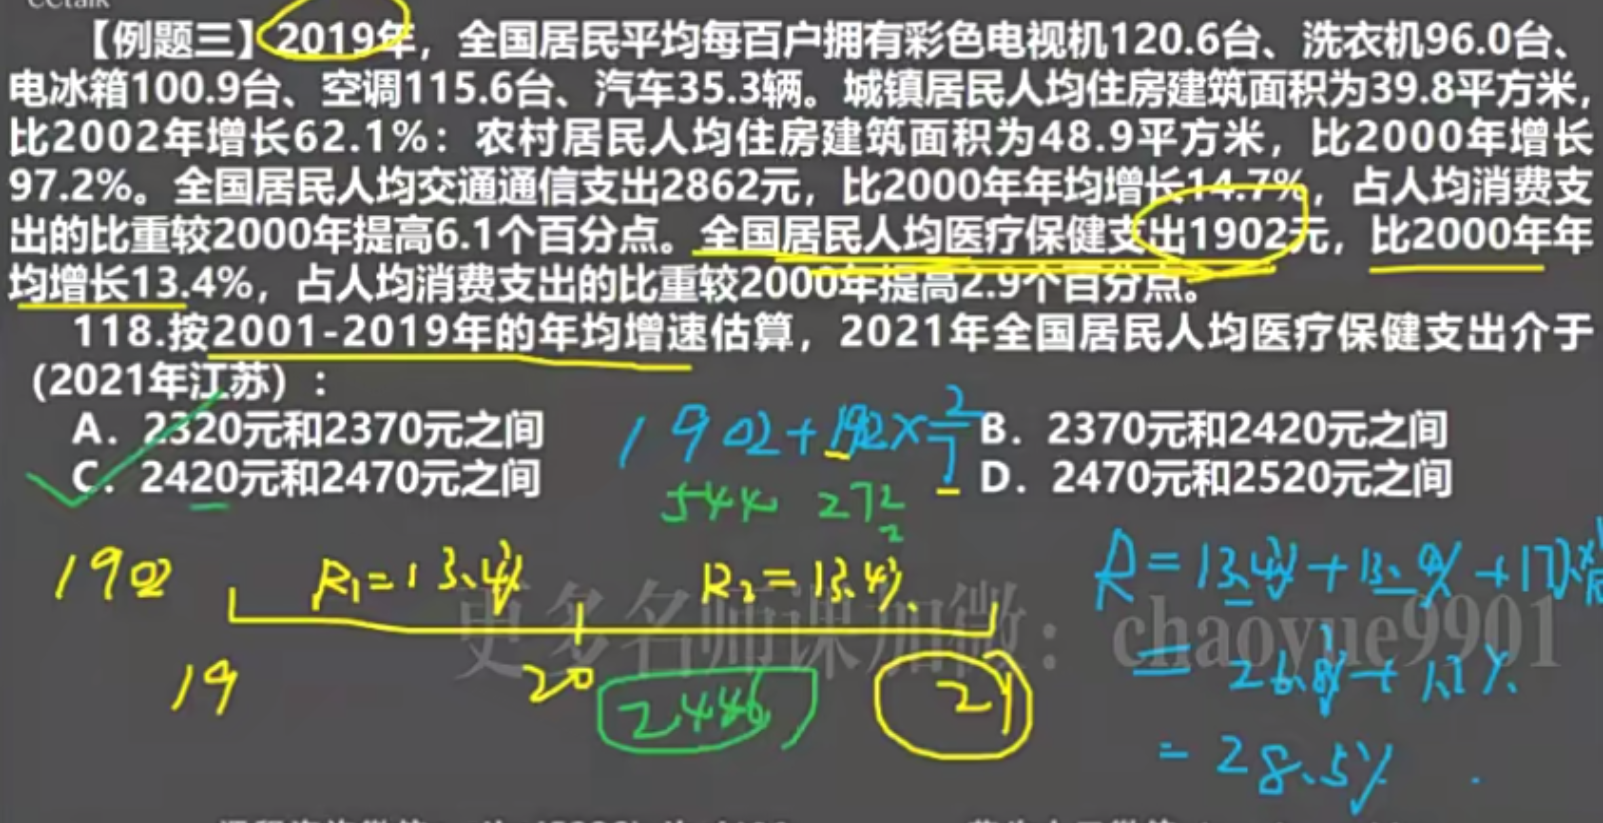 CCtalk
【例题三】2019年，全国居民平均每百户拥有彩色电视机120.6台、洗衣机96.0台、
电冰箱100.9台、空调115.6台、汽车35.3辆。城镇居民人均住房建筑面积为39.8平方米，
比2002年增长62.1%：农村居民人均住房建筑面积为48.9平方米，比2000年增长
97.2%。全国居民人均交通通信支出2862元，比2000年年均增长14.7%，占人均消费支
出的比重较2000年提高6.1个百分点。全国居民人均医疗保健支出1902元，比2000年年
均增长13.4%，占人均消费支出的比重较2000年提高2.9个百分点。
118.按2001-2019年的年均增速估算，2021年全国居民人均医疗保健支出介于
(2021年江苏）：
A．2320元和2370元之间
B．2370元和2420元之间
C．2420元和2470元之间
D．2470元和2520元之间
1902+1902×2/7
544 272
2
1902 R₁=13.4% R₂=13.4%
R=13.4%+13.4%+
=26.8%+1.7%
=28.5%
19 20 2446 21
更多名师课加微：chaoyue9901